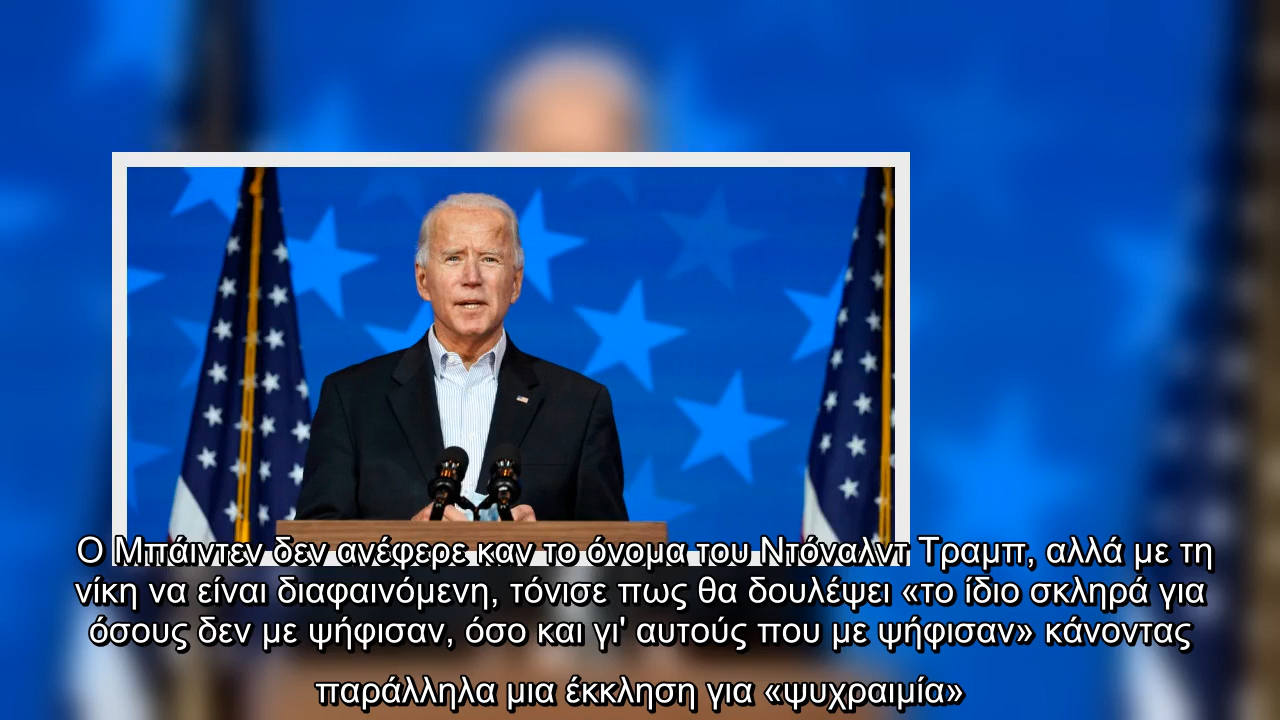 Ο Μπάιντεν δεν ανέφερε καν το όνομα του Ντόναλντ Τραμπ, αλλά με τη
νίκη να είναι διαφαινόμενη, τόνισε πως θα δουλέψει «το ίδιο σκληρά για
όσους δεν με ψήφισαν, όσο και γι' αυτούς που με ψήφισαν» κάνοντας
παράλληλα μια έκκληση για «ψυχραιμία»